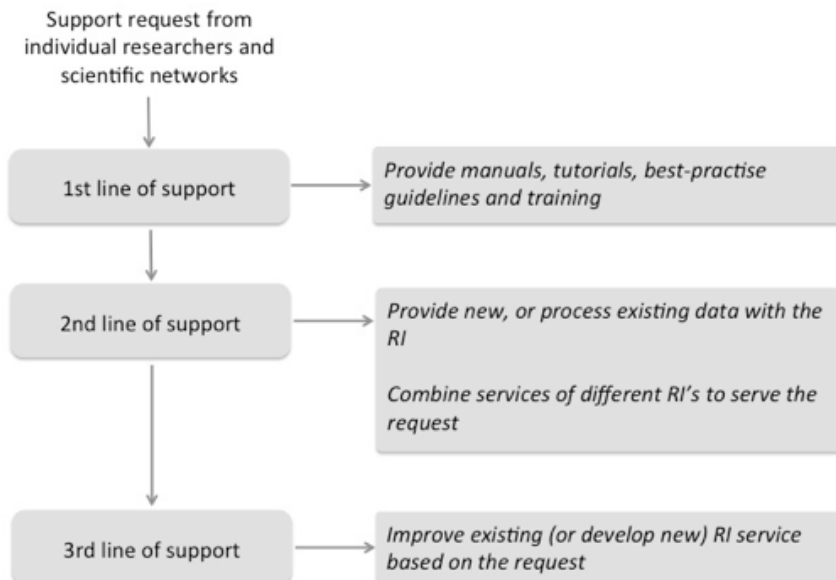 Support request from
individual researchers and
scientific networks
1st line of support
Provide manuals, tutorials, best-practise
guidelines and training
2nd line of support
Provide new, or process existing data with the
RI
Combine services of different RI's to serve the
request
3rd line of support
Improve existing (or develop new) RI service
based on the request